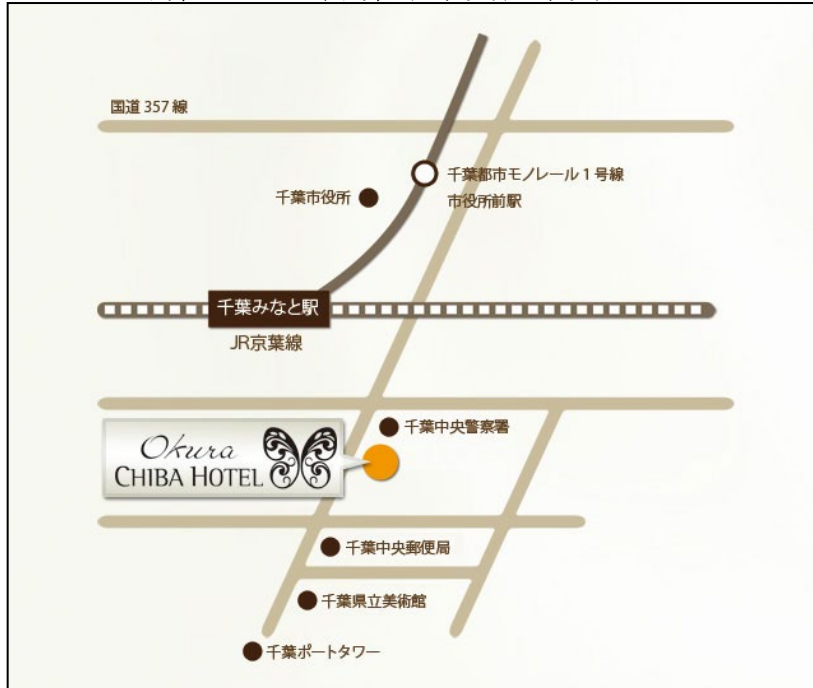 国道 357 線
千葉都市モノレール 1 号線
市役所前駅
千葉市役所
千葉みなと駅
JR京葉線
千葉中央警察署
Okura
CHIBA HOTEL
千葉中央郵便局
千葉県立美術館
千葉ポートタワー